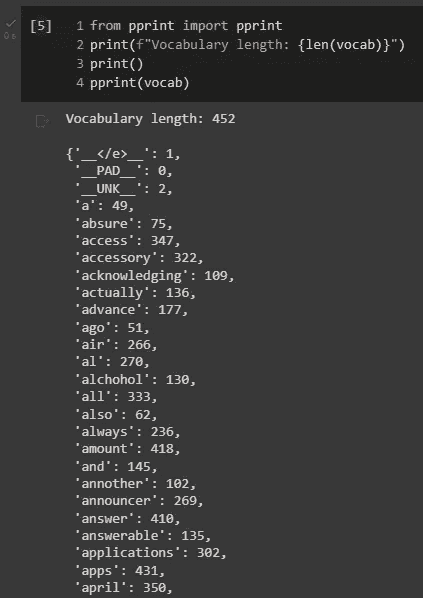 [5] 1 from pprint import pprint
0s 2 print(f"Vocabulary length: {len(vocab)}")
3 print()
4 pprint(vocab)
Vocabulary length: 452
{'__</e>__': 1,
'__PAD__': 0,
'__UNK__': 2,
'a': 49,
'absure': 75,
'access': 347,
'accessory': 322,
'acknowledging': 109,
'actually': 136,
'advance': 177,
'ago': 51,
'air': 266,
'al': 270,
'alchohol': 130,
'all': 333,
'also': 62,
'always': 236,
'amount': 418,
'and': 145,
'annother': 102,
'announcer': 269,
'answer': 410,
'answerable': 135,
'applications': 302,
'apps': 431,
'april': 350,